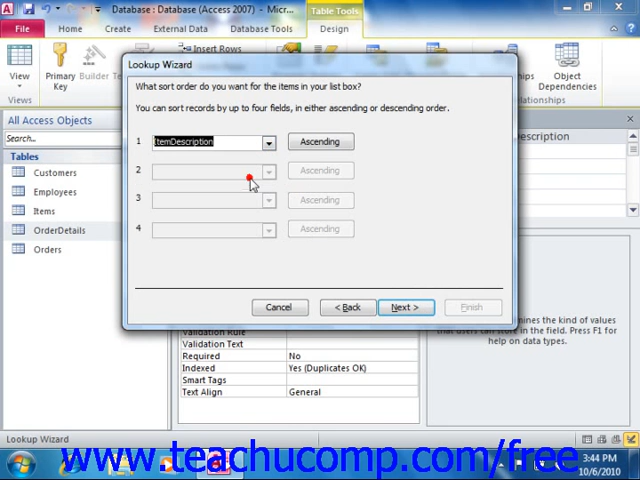 Database : Database (Access 2007) - Micr...
Table Tools
File
Home
Create
External Data
Database Tools
Design
View
Primary
Key
Builder
Insert Rows
Object
Dependencies
Views
All Access Objects
Search...
Tables
Customers
Employees
Items
OrderDetails
Orders
Lookup Wizard
What sort order do you want for the items in your list box?
You can sort records by up to four fields, in either ascending or descending order.
1 ItemDescription Ascending
2 Ascending
3 Ascending
4 Ascending
Cancel < Back Next > Finish
Validation Rule
Validation Text
Required No
Indexed Yes (Duplicates OK)
Smart Tags
Text Align General
mines the kind of values
that users can store in the field. Press F1 for
help on data types.
Lookup Wizard
www.teachucomp.com/free
3:44 PM
10/6/2010